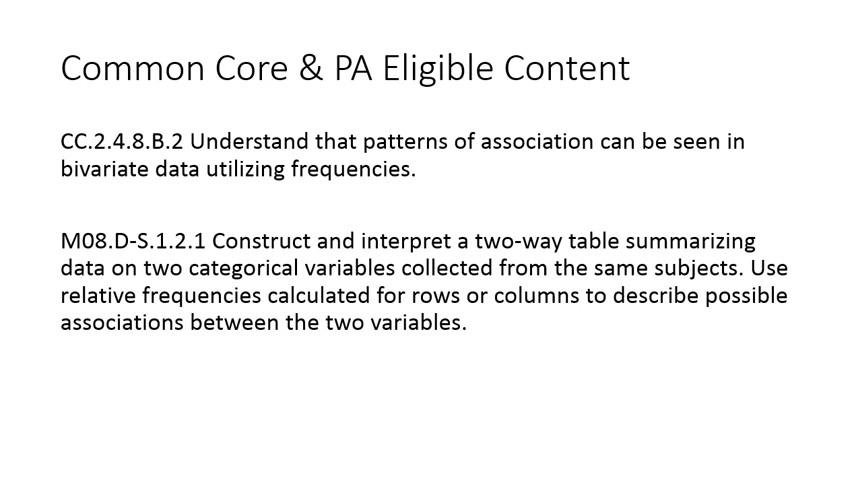 Common Core & PA Eligible Content
CC.2.4.8.B.2 Understand that patterns of association can be seen in
bivariate data utilizing frequencies.
M08.D-S.1.2.1 Construct and interpret a two-way table summarizing
data on two categorical variables collected from the same subjects. Use
relative frequencies calculated for rows or columns to describe possible
associations between the two variables.